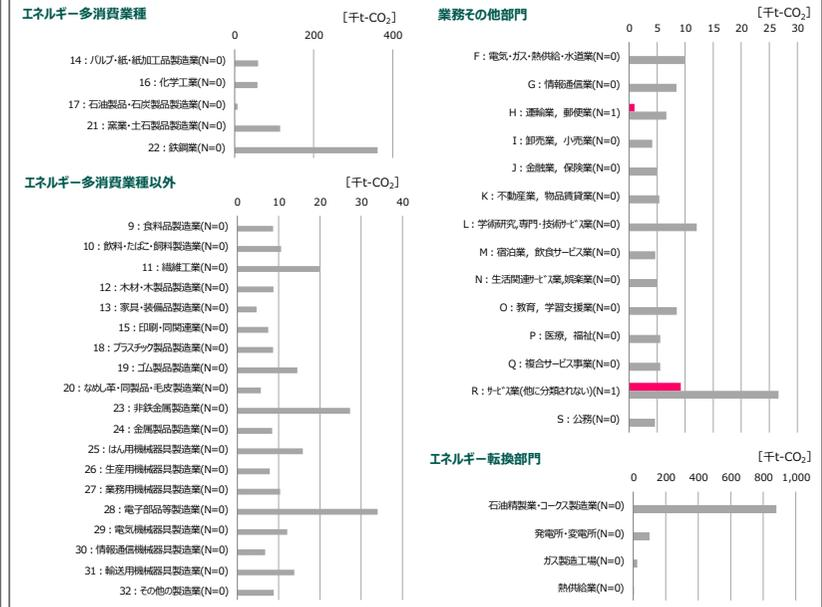 エネルギー多消費業種
[千t-CO2]
0 200 400
14：パルプ・紙・紙加工品製造業(N=0)
16：化学工業(N=0)
17：石油製品・石炭製品製造業(N=0)
21：窯業・土石製品製造業(N=0)
22：鉄鋼業(N=0)
エネルギー多消費業種以外
[千t-CO2]
0 10 20 30 40
9：食料品製造業(N=0)
10：飲料・たばこ・飼料製造業(N=0)
11：繊維工業(N=0)
12：木材・木製品製造業(N=0)
13：家具・装備品製造業(N=0)
15：印刷・同関連業(N=0)
18：プラスチック製品製造業(N=0)
19：ゴム製品製造業(N=0)
20：なめし革・同製品・毛皮製造業(N=0)
23：非鉄金属製造業(N=0)
24：金属製品製造業(N=0)
25：はん用機械器具製造業(N=0)
26：生産用機械器具製造業(N=0)
27：業務用機械器具製造業(N=0)
28：電子部品等製造業(N=0)
29：電気機械器具製造業(N=0)
30：情報通信機械器具製造業(N=0)
31：輸送用機械器具製造業(N=0)
32：その他の製造業(N=0)
業務その他部門
[千t-CO2]
0 5 10 15 20 25 30
F：電気・ガス・熱供給・水道業(N=0)
G：情報通信業(N=0)
H：運輸業，郵便業(N=1)
I：卸売業，小売業(N=0)
J：金融業，保険業(N=0)
K：不動産業，物品賃貸業(N=0)
L：学術研究,専門・技術ｻｰﾋﾞｽ業(N=0)
M：宿泊業，飲食サービス業(N=0)
N：生活関連ｻｰﾋﾞｽ業,娯楽業(N=0)
O：教育，学習支援業(N=0)
P：医療，福祉(N=0)
Q：複合サービス事業(N=0)
R：ｻｰﾋﾞｽ業(他に分類されない)(N=1)
S：公務(N=0)
エネルギー転換部門
[千t-CO2]
0 200 400 600 800 1,000
石油精製業・コークス製造業(N=0)
発電所・変電所(N=0)
ガス製造工場(N=0)
熱供給業(N=0)